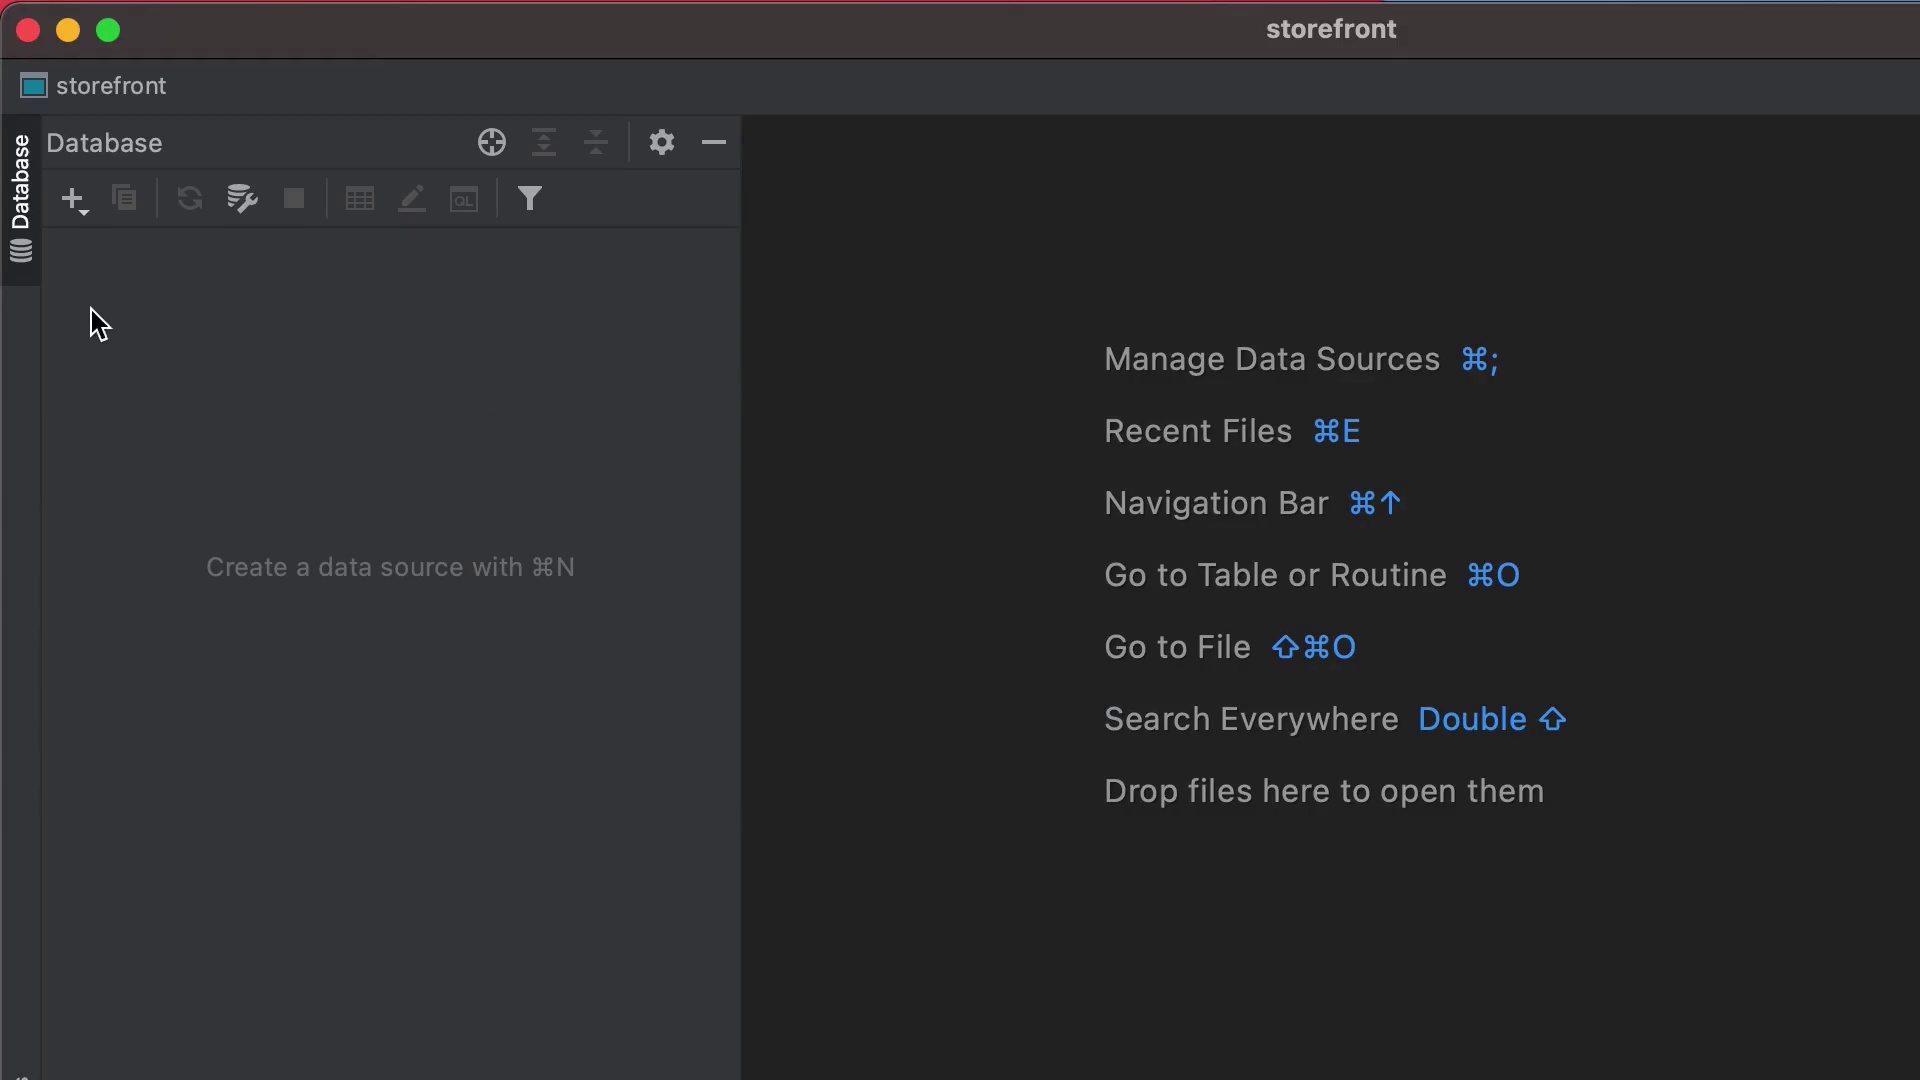 storefront
storefront
Database
Database
QL
Create a data source with ⌘N
Manage Data Sources ⌘;
Recent Files ⌘E
Navigation Bar ⌘↑
Go to Table or Routine ⌘O
Go to File ⇧⌘O
Search Everywhere Double ⇧
Drop files here to open them